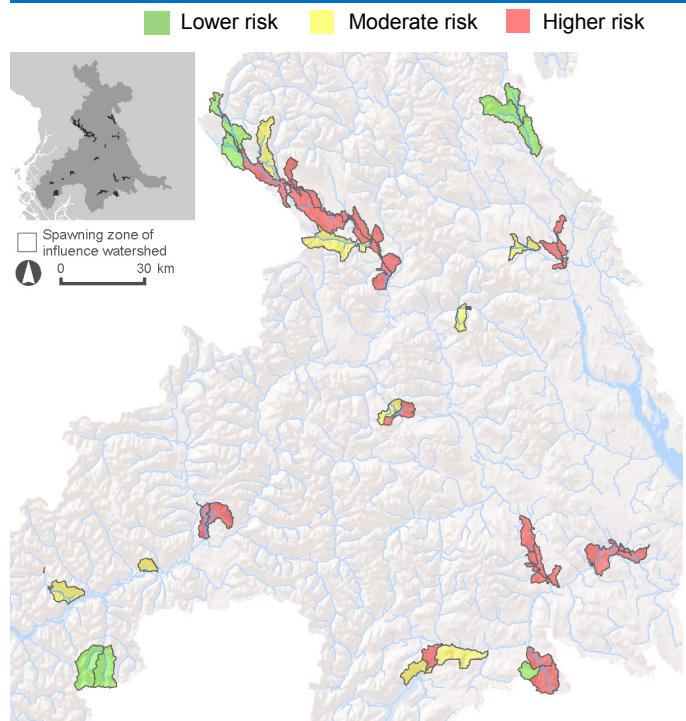 Lower risk Moderate risk Higher risk
Spawning zone of
influence watershed
0 30 km